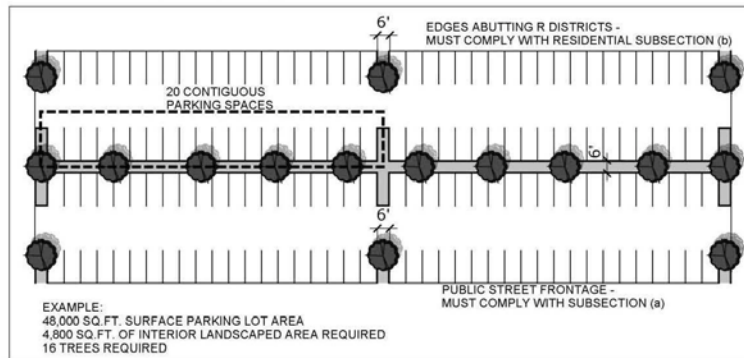 6'
EDGES ABUTTING R DISTRICTS -
MUST COMPLY WITH RESIDENTIAL SUBSECTION (b)
20 CONTIGUOUS
PARKING SPACES
6'
6'
PUBLIC STREET FRONTAGE -
MUST COMPLY WITH SUBSECTION (a)
EXAMPLE:
48,000 SQ.FT. SURFACE PARKING LOT AREA
4,800 SQ.FT. OF INTERIOR LANDSCAPED AREA REQUIRED
16 TREES REQUIRED